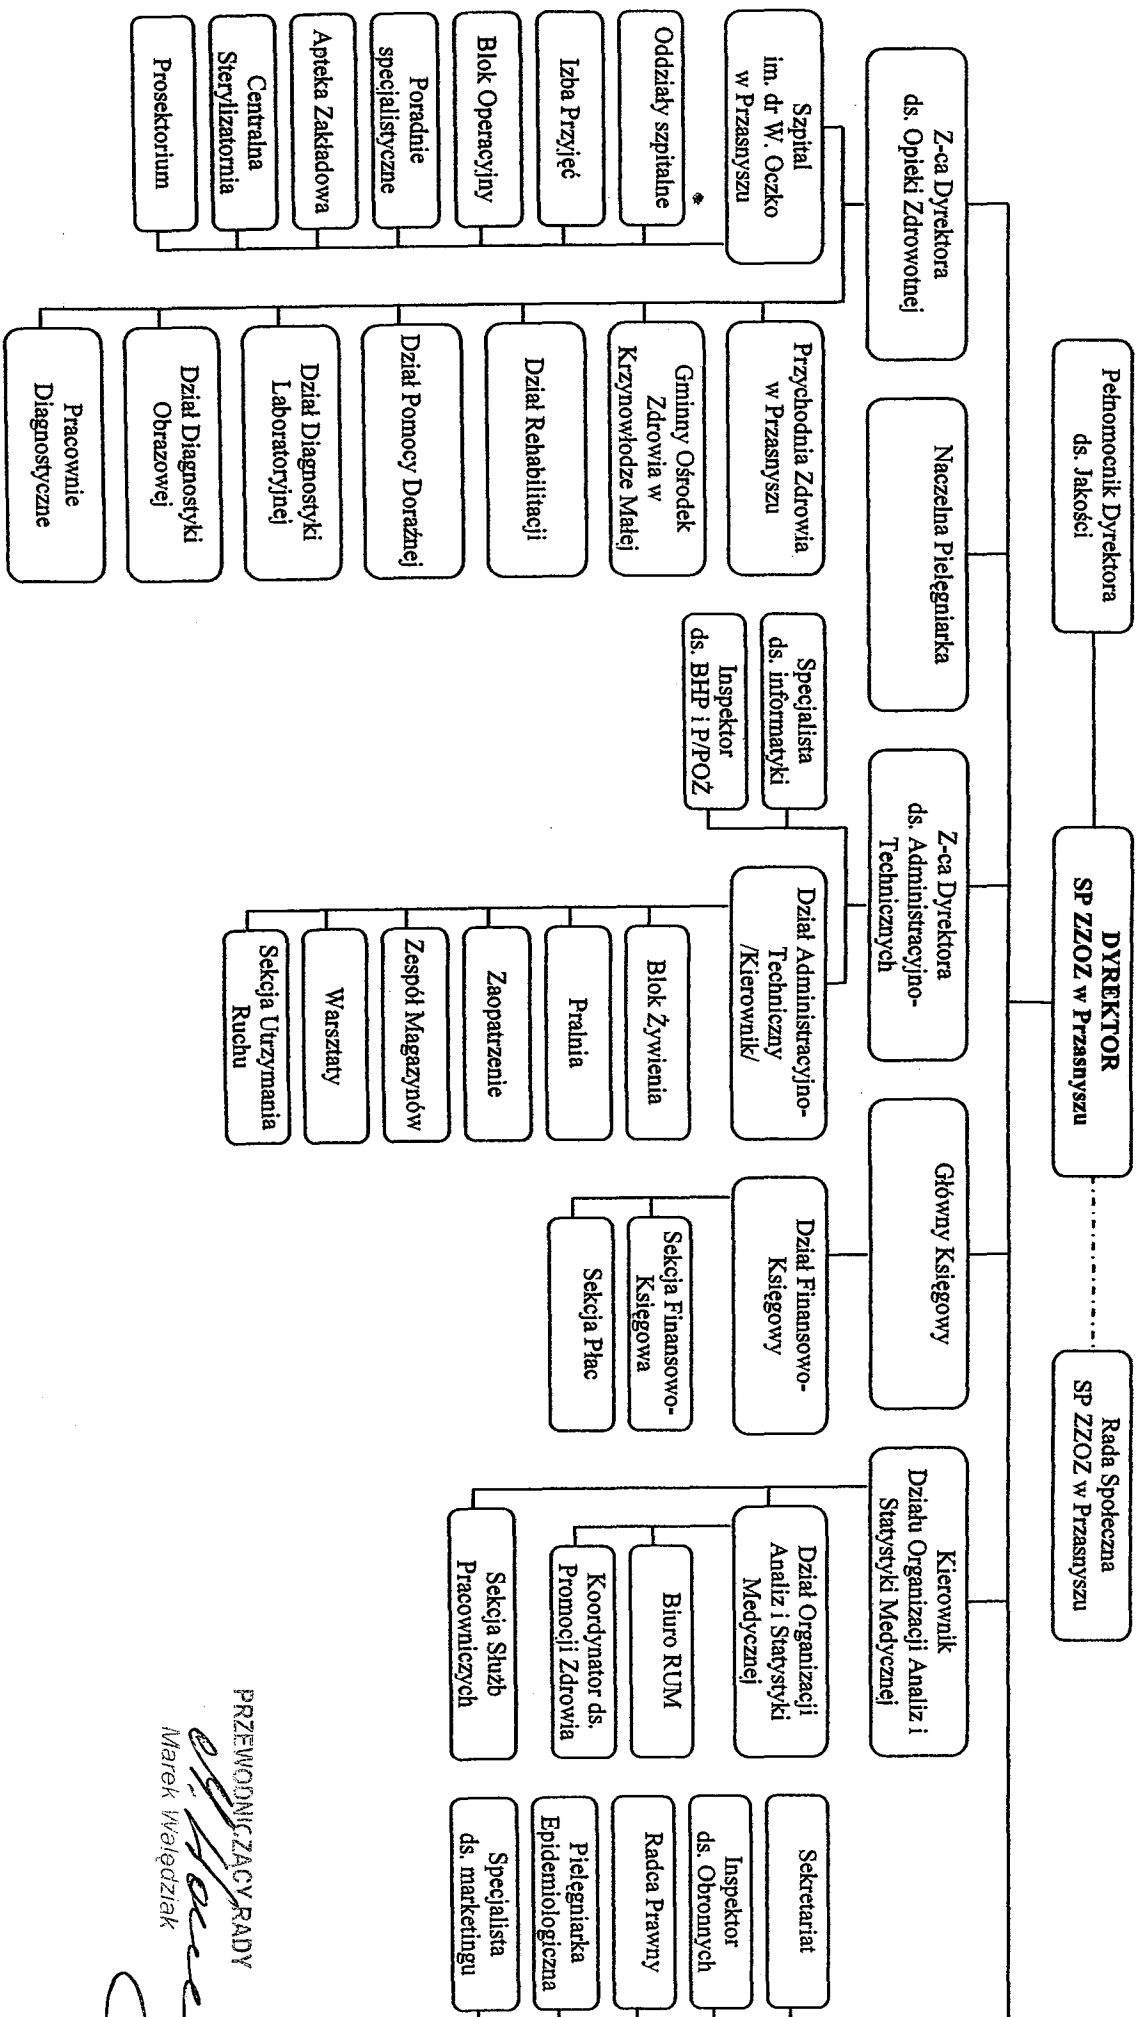 Pełnomocnik Dyrektora
ds. Jakości
DYREKTOR
SP ZZOZ w Przasnyszu
Rada Społeczna
SP ZZOZ w Przasnyszu
Z-ca Dyrektora
ds. Opieki Zdrowotnej
Naczelna Pielęgniarka
Z-ca Dyrektora
ds. Administracyjno-
Technicznych
Główny Księgowy
Kierownik
Działu Organizacji Analiz i
Statystyki Medycznej
Szpital
im. dr W. Oczko
w Przasnyszu
Oddziały szpitalne
Izba Przyjęć
Blok Operacyjny
Poradnie
specjalistyczne
Apteka Zakładowa
Centralna
Sterylizatornia
Prosektorium
Przychodnia Zdrowia
w Przasnyszu
Gminny Ośrodek
Zdrowia w
Krzynowłodze Małej
Dział Rehabilitacji
Dział Pomocy Doraźnej
Dział Diagnostyki
Laboratoryjnej
Dział Diagnostyki
Obrazowej
Pracownie
Diagnostyczne
Specjalista
ds. informatyki
Inspektor
ds. BHP i P/POŻ
Dział Administracyjno-
Techniczny
/Kierownik/
Blok Żywienia
Pralnia
Zaopatrzenie
Zespół Magazynów
Warsztaty
Sekcja Utrzymania
Ruchu
Dział Finansowo-
Księgowy
Sekcja Finansowo-
Księgowa
Sekcja Płac
Dział Organizacji
Analiz i Statystyki
Medycznej
Biuro RUM
Koordynator ds.
Promocji Zdrowia
Sekcja Służb
Pracowniczych
Sekretariat
Inspektor
ds. Obronnych
Radca Prawny
Pielęgniarka
Epidemiologiczna
Specjalista
ds. marketingu
PRZEWODNICZĄCY RADY
Marek Walędziak